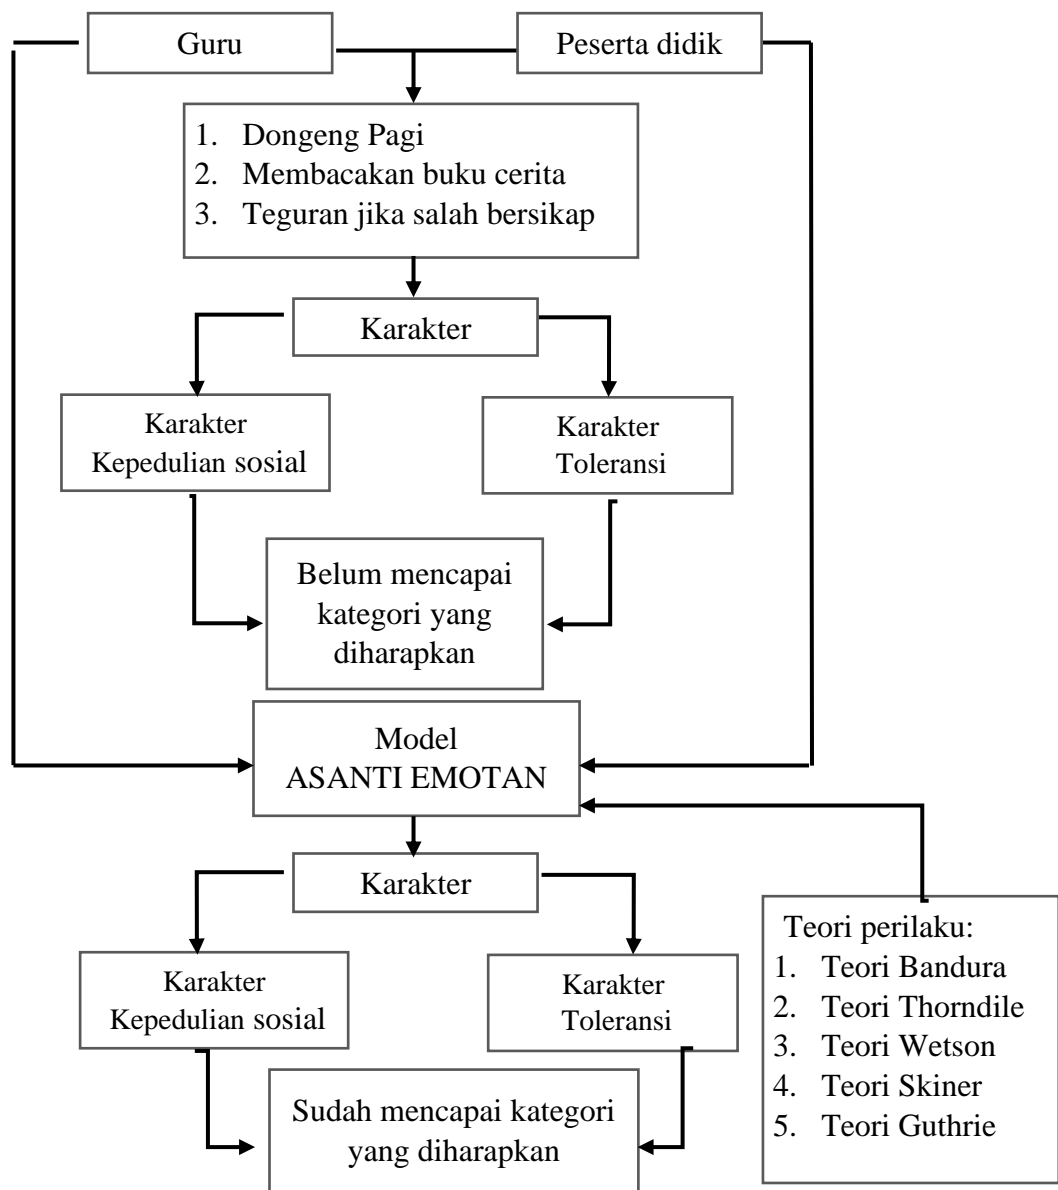 Guru
Peserta didik
1. Dongeng Pagi
2. Membacakan buku cerita
3. Teguran jika salah bersikap
Karakter
Karakter
Kepedulian sosial
Karakter
Toleransi
Belum mencapai
kategori yang
diharapkan
Model
ASANTI EMOTAN
Karakter
Karakter
Kepedulian sosial
Karakter
Toleransi
Teori perilaku:
1. Teori Bandura
2. Teori Thorndile
3. Teori Wetson
4. Teori Skiner
5. Teori Guthrie
Sudah mencapai kategori
yang diharapkan